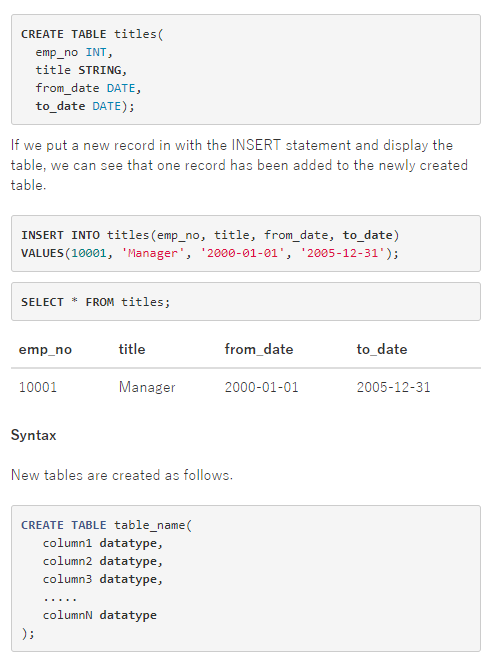 CREATE TABLE titles(
  emp_no INT,
  title STRING,
  from_date DATE,
  to_date DATE);
If we put a new record in with the INSERT statement and display the
table, we can see that one record has been added to the newly created
table.
INSERT INTO titles(emp_no, title, from_date, to_date)
VALUES(10001, 'Manager', '2000-01-01', '2005-12-31');
SELECT * FROM titles;
emp_no title from_date to_date
10001 Manager 2000-01-01 2005-12-31
Syntax
New tables are created as follows.
CREATE TABLE table_name(
   column1 datatype,
   column2 datatype,
   column3 datatype,
   .....
   columnN datatype
);